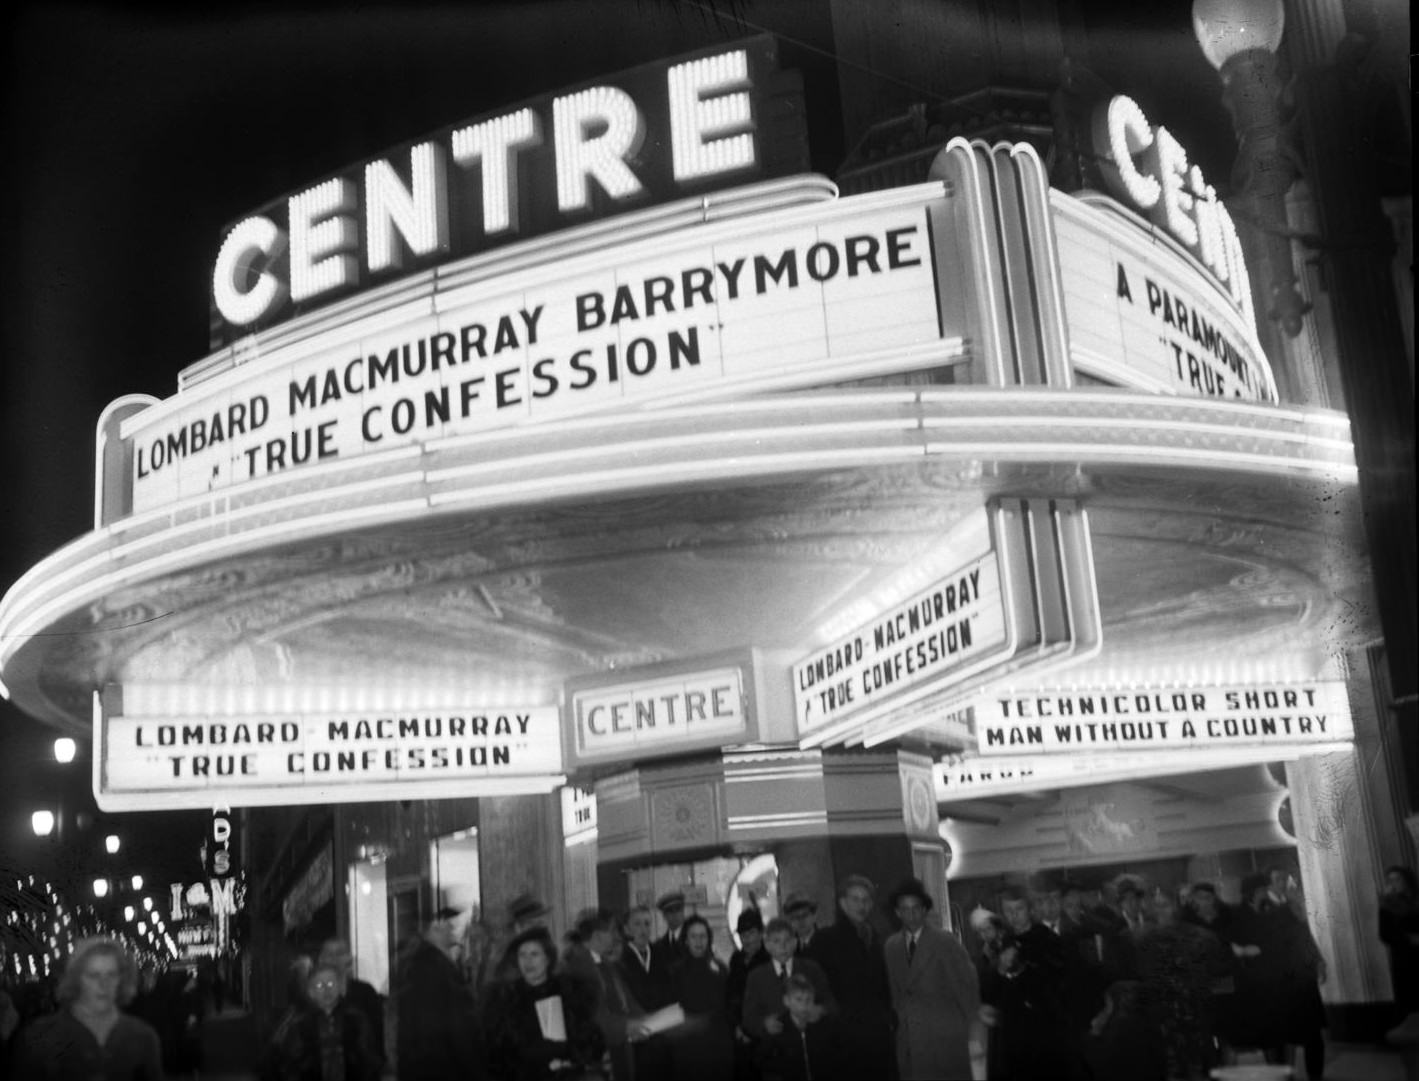 CENTRE
LOMBARD MACMURRAY BARRYMORE
"TRUE CONFESSION"
A PARAMOUNT
"TRUE
LOMBARD-MACMURRAY
"TRUE CONFESSION"
CENTRE
LOMBARD-MACMURRAY
"TRUE CONFESSION"
TECHNICOLOR SHORT
MAN WITHOUT A COUNTRY